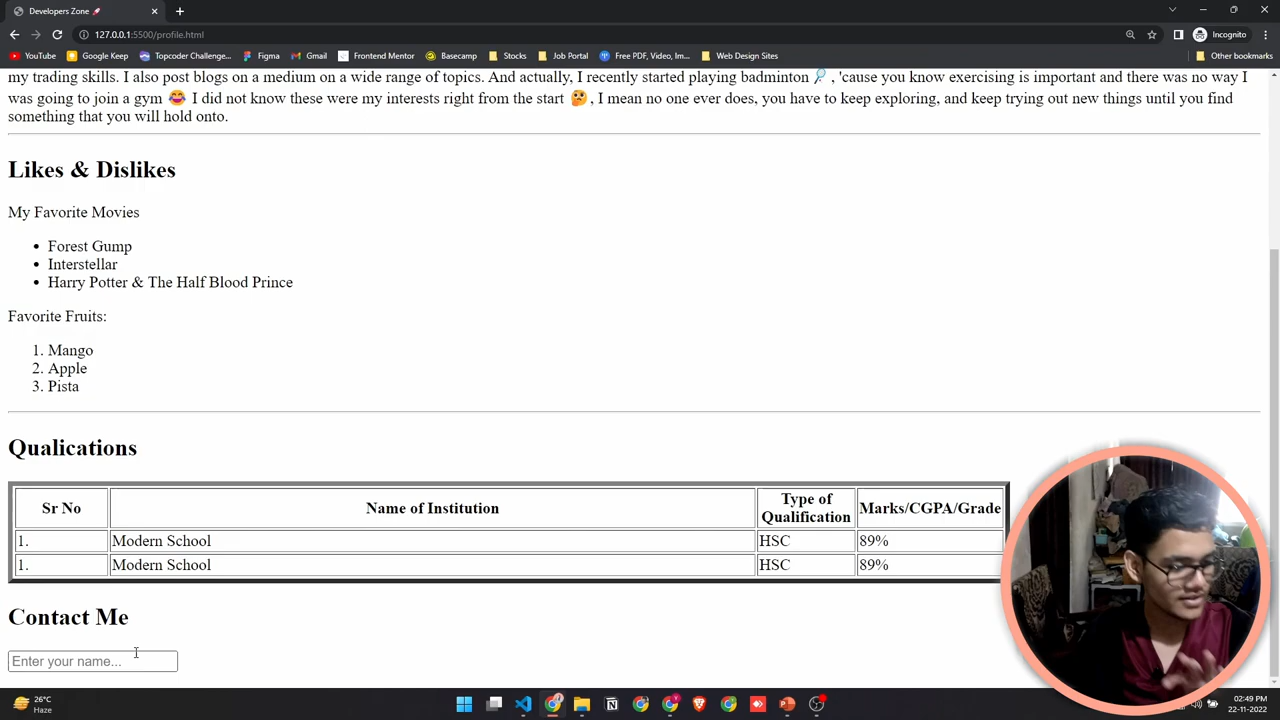 Developers Zone 🚀
127.0.0.1:5500/profile.html
Incognito
YouTube
Google Keep
Topcoder Challenge...
Figma
Gmail
Frontend Mentor
Basecamp
Stocks
Job Portal
Free PDF, Video, Im...
Web Design Sites
Other bookmarks
my trading skills. I also post blogs on a medium on a wide range of topics. And actually, I recently started playing badminton 🏸 , 'cause you know exercising is important and there was no way I
was going to join a gym 😂 I did not know these were my interests right from the start 🤔 , I mean no one ever does, you have to keep exploring, and keep trying out new things until you find
something that you will hold onto.
Likes & Dislikes
My Favorite Movies
• Forest Gump
• Interstellar
• Harry Potter & The Half Blood Prince
Favorite Fruits:
1. Mango
2. Apple
3. Pista
Qualications
Sr No Name of Institution Type of Qualification Marks/CGPA/Grade
1. Modern School HSC 89%
1. Modern School HSC 89%
Contact Me
Enter your name...
26°C
Haze
02:49 PM
22-11-2022